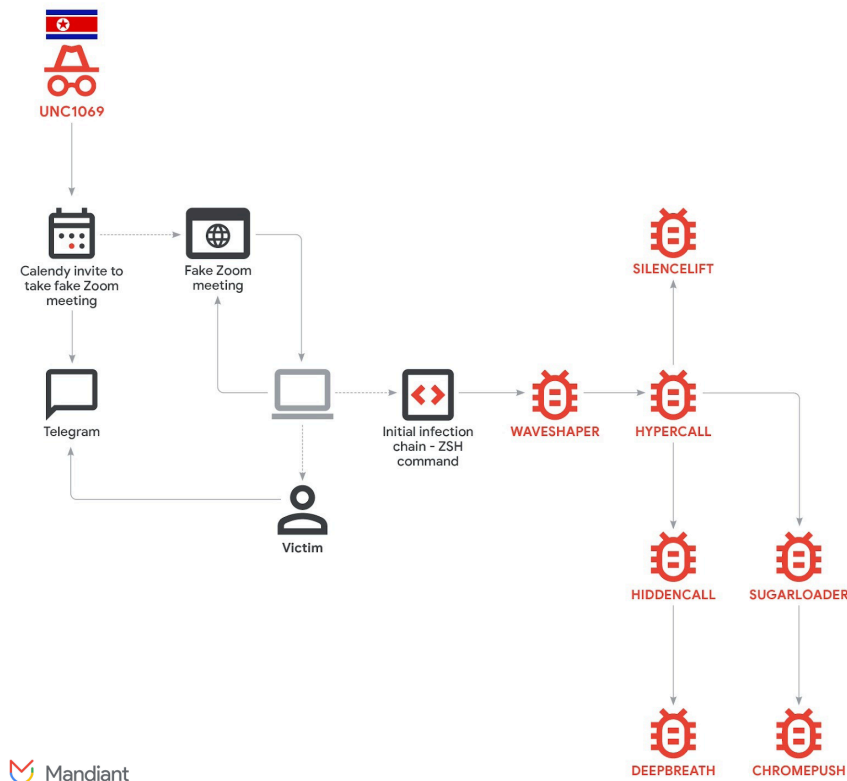 UNC1069
Calendy invite to
take fake Zoom
meeting
Fake Zoom
meeting
SILENCELIFT
Telegram
Initial infection
chain - ZSH
command
WAVESHAPER
HYPERCALL
Victim
HIDDENCALL
SUGARLOADER
DEEPBREATH
CHROMEPUSH
Mandiant